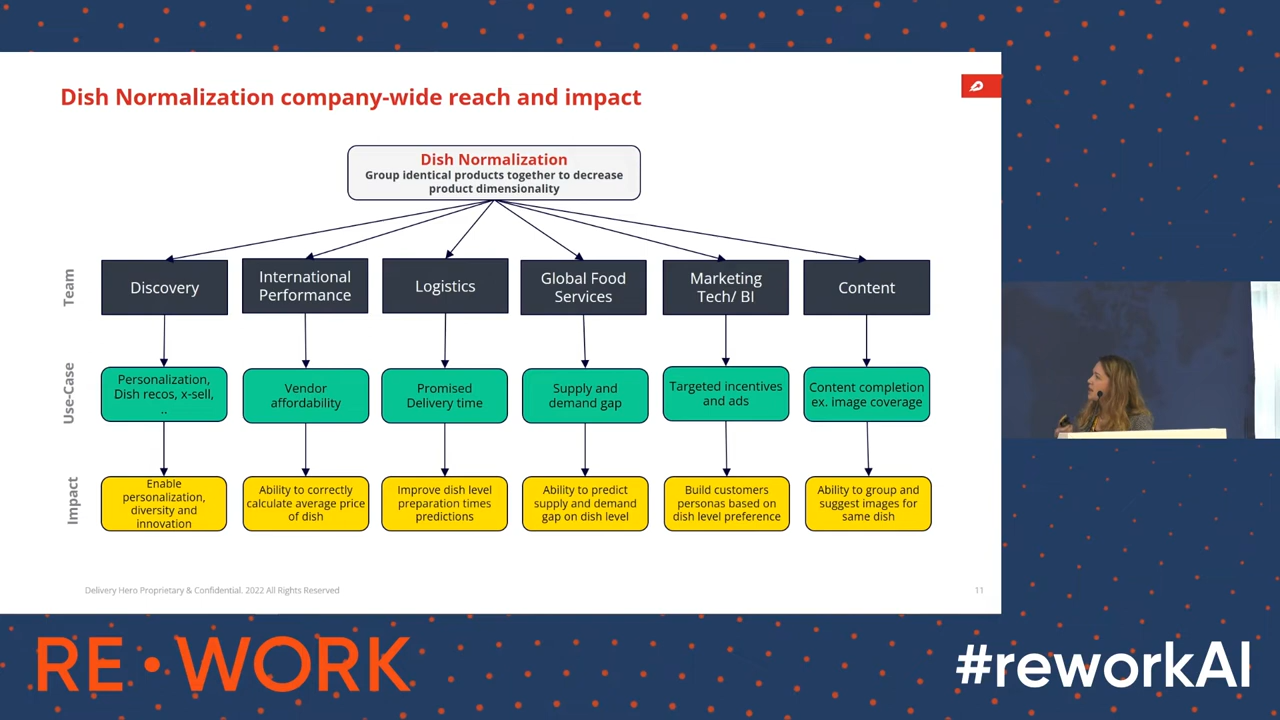 Dish Normalization company-wide reach and impact
Dish Normalization
Group identical products together to decrease
product dimensionality
Team
Discovery
International
Performance
Logistics
Global Food
Services
Marketing
Tech/ BI
Content
Use-Case
Personalization,
Dish recos, x-sell,
..
Vendor
affordability
Promised
Delivery time
Supply and
demand gap
Targeted incentives
and ads
Content completion
ex. image coverage
Impact
Enable
personalization,
diversity and
innovation
Ability to correctly
calculate average price
of dish
Improve dish level
preparation times
predictions
Ability to predict
supply and demand
gap on dish level
Build customers
personas based on
dish level preference
Ability to group and
suggest images for
same dish
Delivery Hero Proprietary & Confidential. 2022 All Rights Reserved
11
RE•WORK
#reworkAI